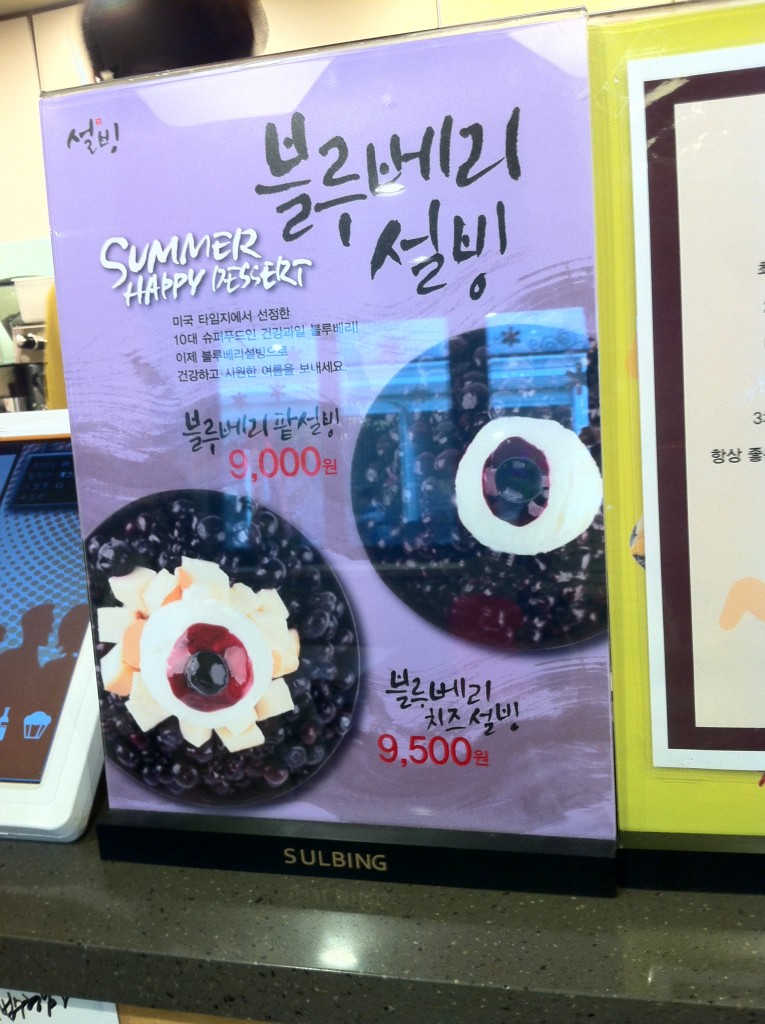 설빙
블루베리
설빙
SUMMER
HAPPY DESSERT
미국 타임지에서 선정한
10대 슈퍼푸드인 건강과일 블루베리!
이제 블루베리설빙으로
건강하고 시원한 여름을 보내세요.
블루베리 팥설빙
9,000원
블루베리
치즈설빙
9,500원
SULBING
항상 좋